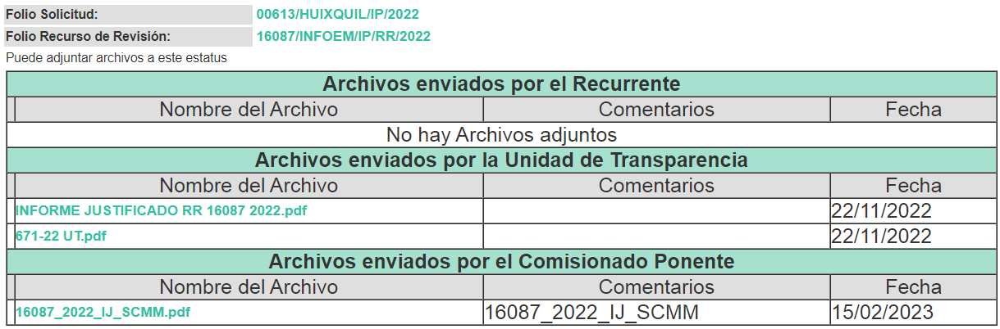 Folio Solicitud: 00613/HUIXQUIL/IP/2022
Folio Recurso de Revisión: 16087/INFOEM/IP/RR/2022
Puede adjuntar archivos a este estatus
Archivos enviados por el Recurrente
Nombre del Archivo Comentarios Fecha
No hay Archivos adjuntos
Archivos enviados por la Unidad de Transparencia
Nombre del Archivo Comentarios Fecha
INFORME JUSTIFICADO RR 16087 2022.pdf 22/11/2022
671-22 UT.pdf 22/11/2022
Archivos enviados por el Comisionado Ponente
Nombre del Archivo Comentarios Fecha
16087_2022_IJ_SCMM.pdf 16087_2022_IJ_SCMM 15/02/2023